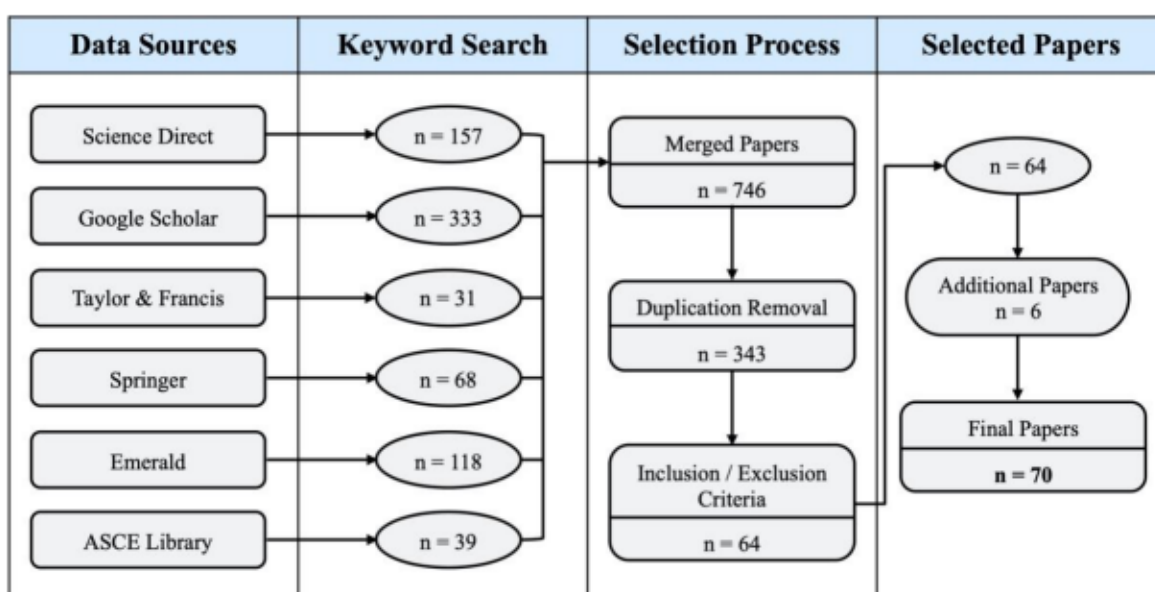 Data Sources
Keyword Search
Selection Process
Selected Papers
Science Direct
n = 157
Google Scholar
n = 333
Taylor & Francis
n = 31
Springer
n = 68
Emerald
n = 118
ASCE Library
n = 39
Merged Papers
n = 746
Duplication Removal
n = 343
Inclusion / Exclusion
Criteria
n = 64
n = 64
Additional Papers
n = 6
Final Papers
n = 70